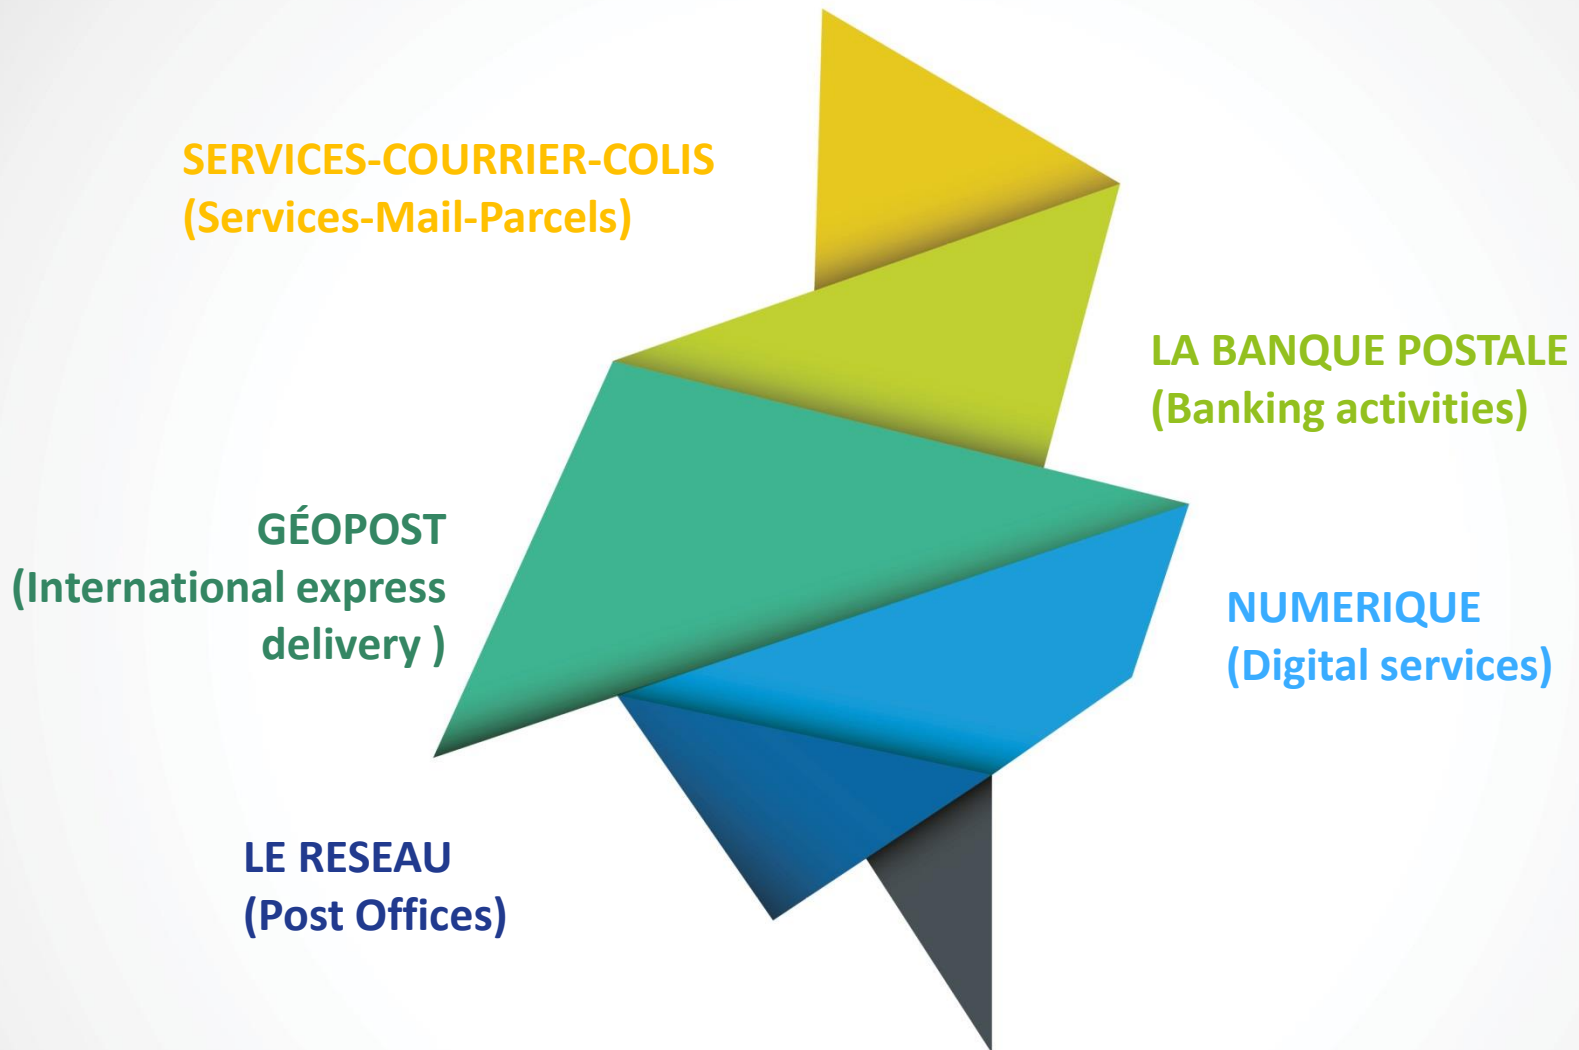 SERVICES-COURRIER-COLIS
(Services-Mail-Parcels)
LA BANQUE POSTALE
(Banking activities)
GÉOPOST
(International express
delivery )
NUMERIQUE
(Digital services)
LE RESEAU
(Post Offices)